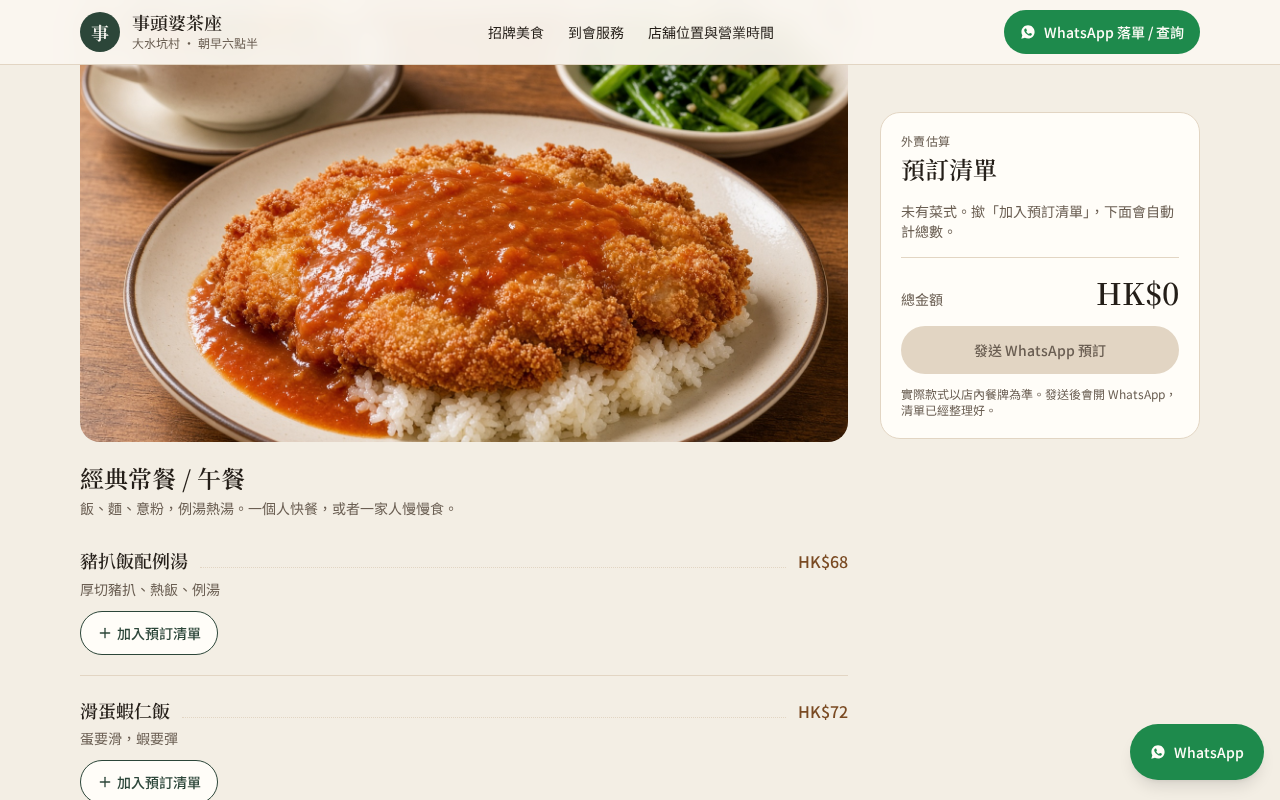 事
事頭婆茶座
大水坑村 • 朝早六點半
招牌美食
到會服務
店舖位置與營業時間
WhatsApp 落單 / 查詢
外賣估算
預訂清單
未有菜式。撳「加入預訂清單」，下面會自動
計總數。
總金額
HK$0
發送 WhatsApp 預訂
實際款式以店內餐牌為準。發送後會開 WhatsApp，
清單已經整理好。
經典常餐 / 午餐
飯、麵、意粉，例湯熱湯。一個人快餐，或者一家人慢慢食。
豬扒飯配例湯
HK$68
厚切豬扒、熱飯、例湯
+ 加入預訂清單
滑蛋蝦仁飯
HK$72
蛋要滑，蝦要彈
+ 加入預訂清單
WhatsApp